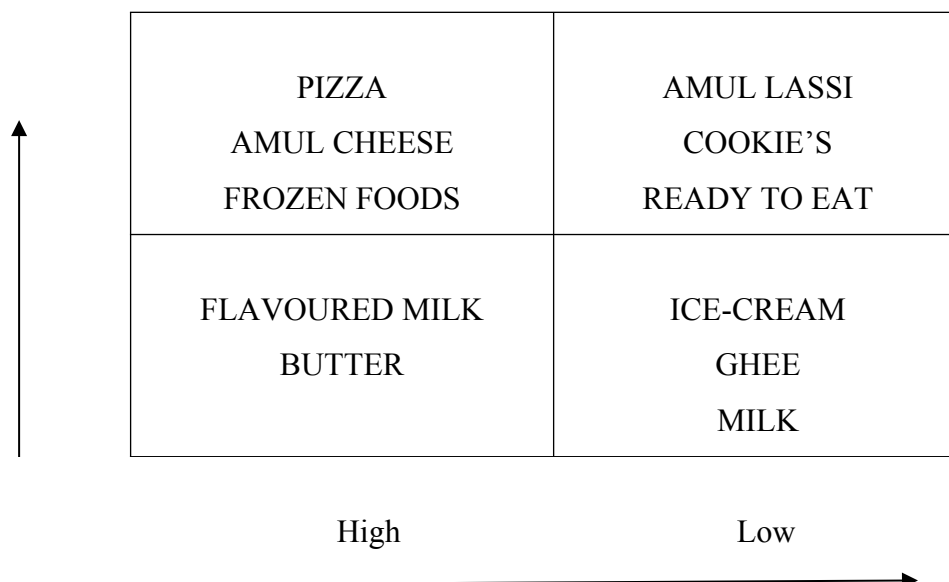 PIZZA
AMUL CHEESE
FROZEN FOODS
AMUL LASSI
COOKIE’S
READY TO EAT
FLAVOURED MILK
BUTTER
ICE-CREAM
GHEE
MILK
High
Low